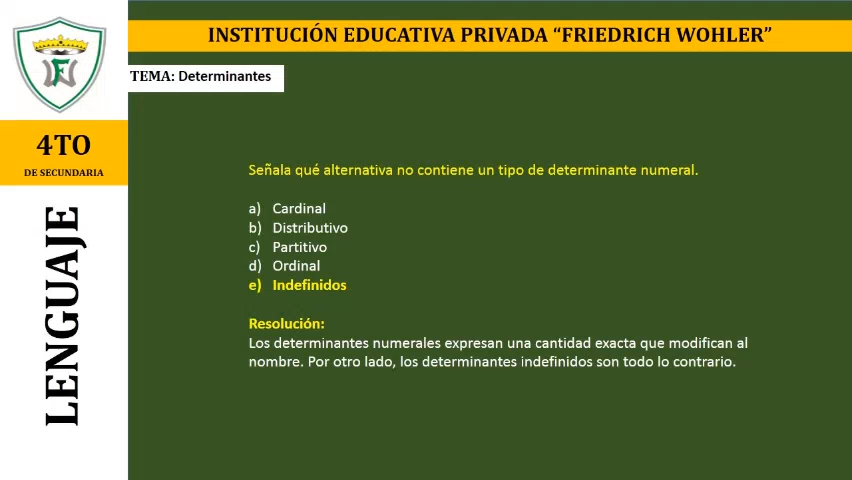 INSTITUCIÓN EDUCATIVA PRIVADA “FRIEDRICH WOHLER”
TEMA: Determinantes
4TO
DE SECUNDARIA
LENGUAJE
Señala qué alternativa no contiene un tipo de determinante numeral.
a) Cardinal
b) Distributivo
c) Partitivo
d) Ordinal
e) Indefinidos
Resolución:
Los determinantes numerales expresan una cantidad exacta que modifican al
nombre. Por otro lado, los determinantes indefinidos son todo lo contrario.